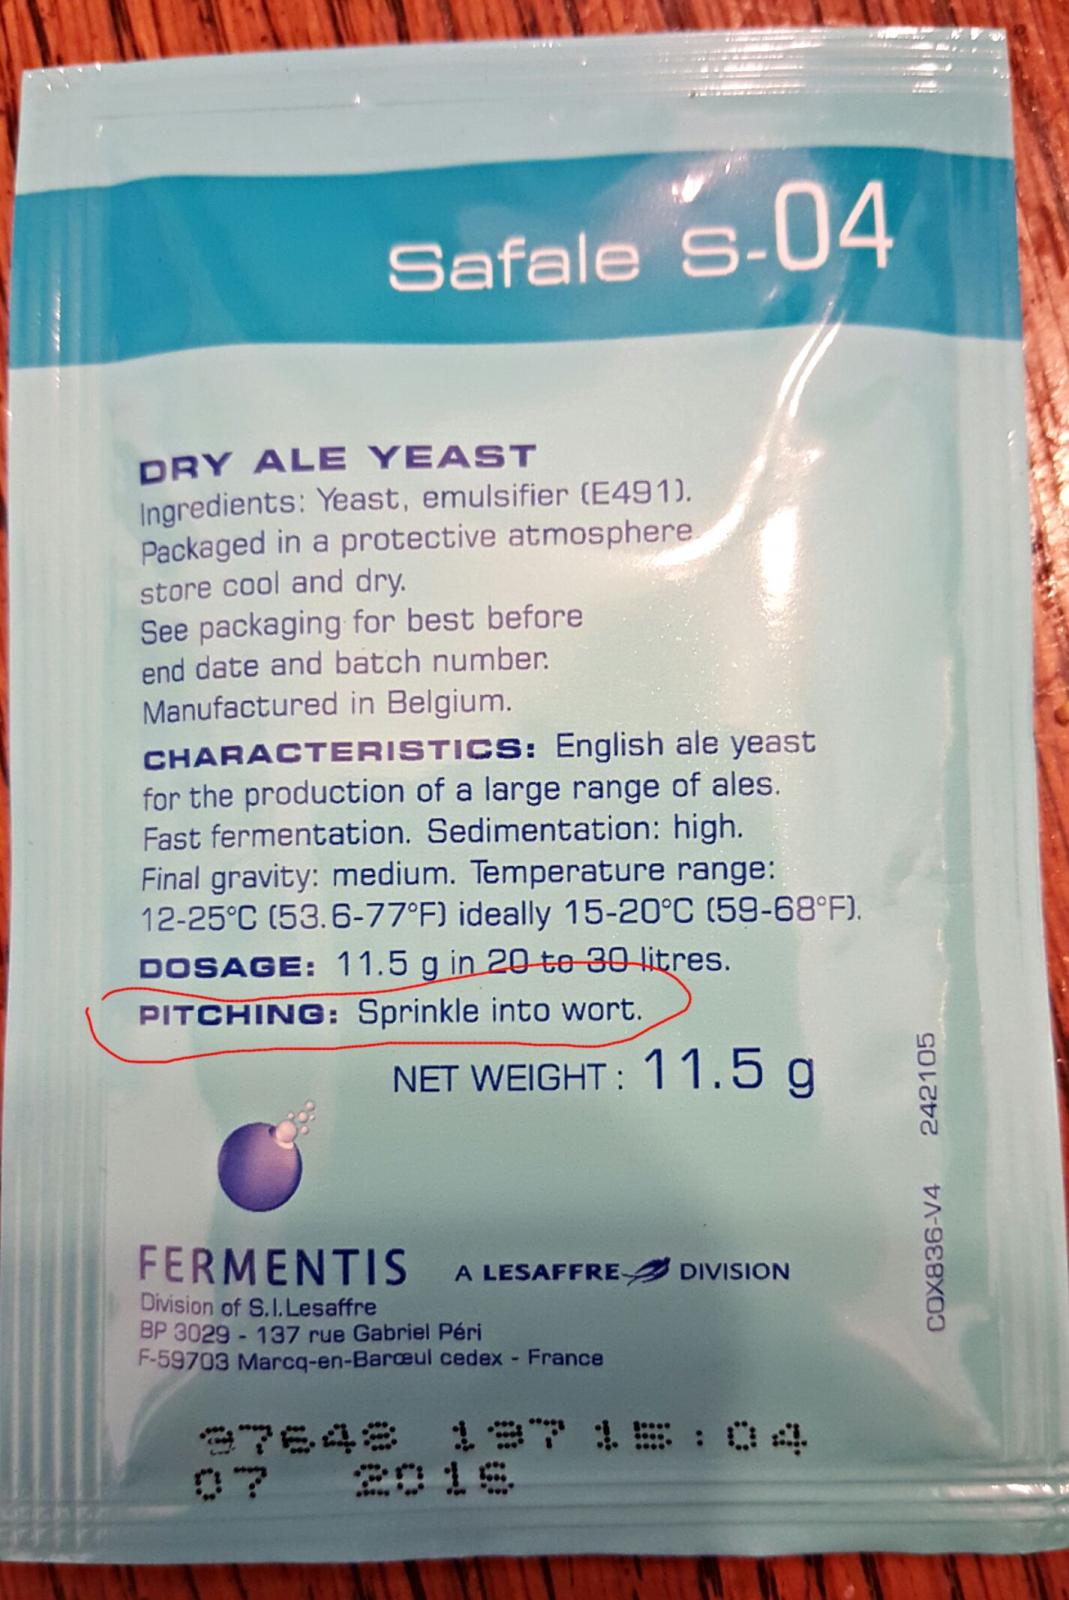 Safale S-04
DRY ALE YEAST
Ingredients: Yeast, emulsifier (E491).
Packaged in a protective atmosphere.
store cool and dry.
See packaging for best before
end date and batch number.
Manufactured in Belgium.
CHARACTERISTICS: English ale yeast
for the production of a large range of ales.
Fast fermentation. Sedimentation: high.
Final gravity: medium. Temperature range:
12-25°C (53.6-77°F) ideally 15-20°C (59-68°F).
DOSAGE: 11.5 g in 20 to 30 litres.
PITCHING: Sprinkle into wort.
NET WEIGHT : 11.5 g
COX836-V4 242105
FERMENTIS A LESAFFRE DIVISION
Division of S.I.Lesaffre
BP 3029 - 137 rue Gabriel Péri
F-59703 Marcq-en-Barœul cedex - France
197 15:04
07